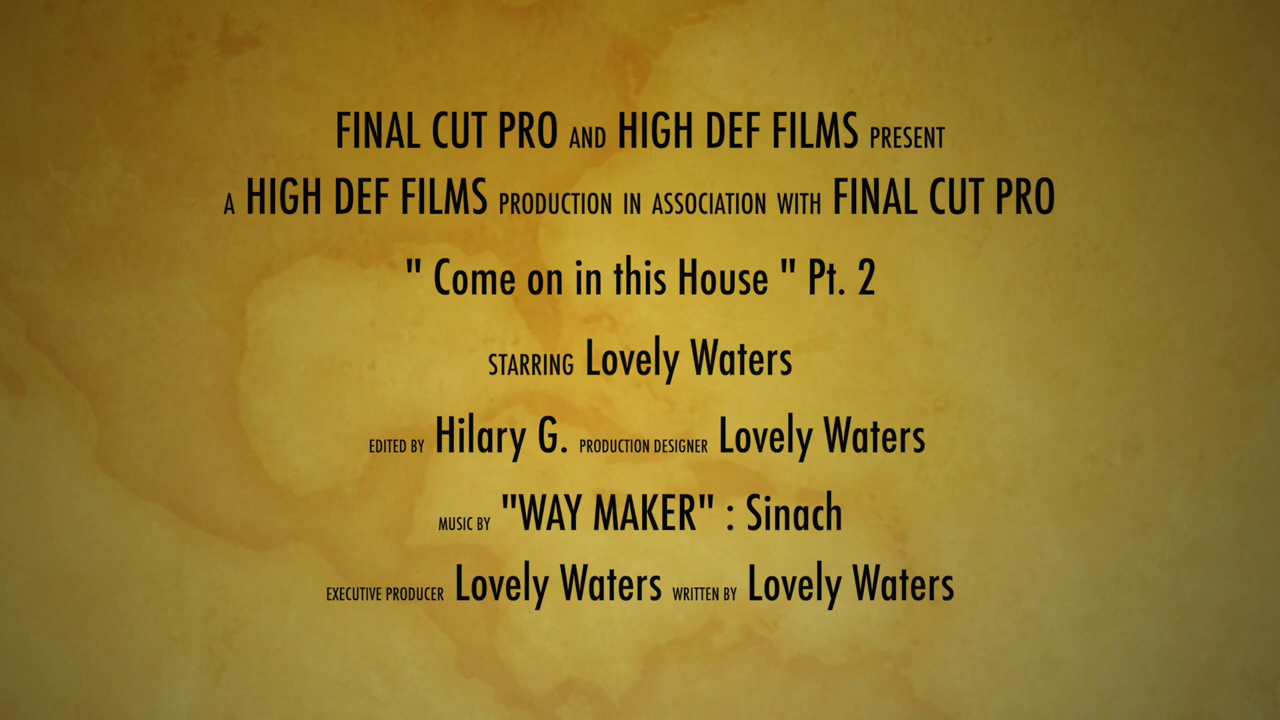 FINAL CUT PRO AND HIGH DEF FILMS PRESENT
A HIGH DEF FILMS PRODUCTION IN ASSOCIATION WITH FINAL CUT PRO
" Come on in this House " Pt. 2
STARRING Lovely Waters
EDITED BY Hilary G. PRODUCTION DESIGNER Lovely Waters
MUSIC BY "WAY MAKER" : Sinach
EXECUTIVE PRODUCER Lovely Waters WRITTEN BY Lovely Waters